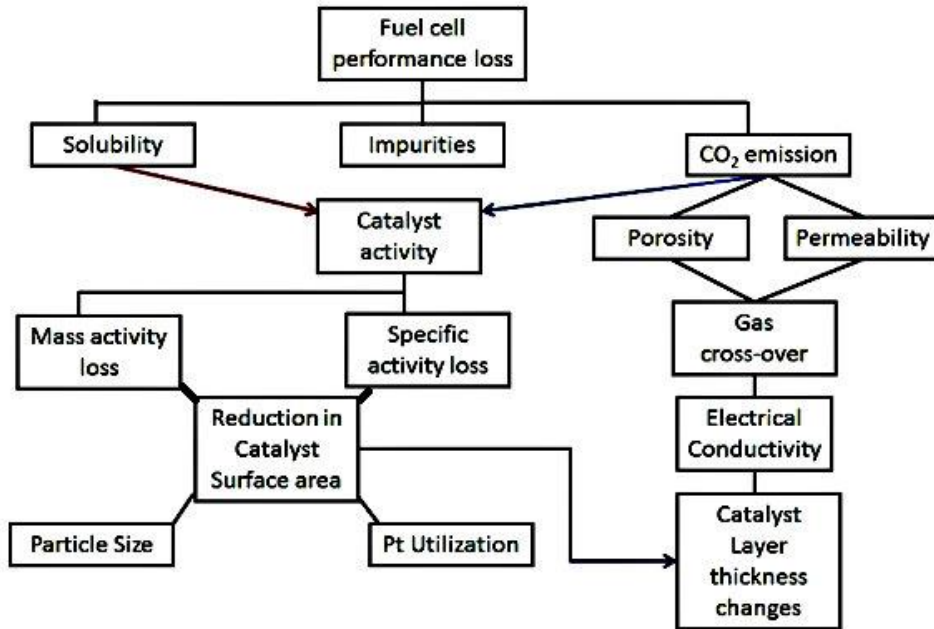 Fuel cell
performance loss
Solubility
Impurities
CO₂ emission
Catalyst
activity
Porosity
Permeability
Mass activity
loss
Specific
activity loss
Gas
cross-over
Reduction in
Catalyst
Surface area
Electrical
Conductivity
Particle Size
Pt Utilization
Catalyst
Layer
thickness
changes